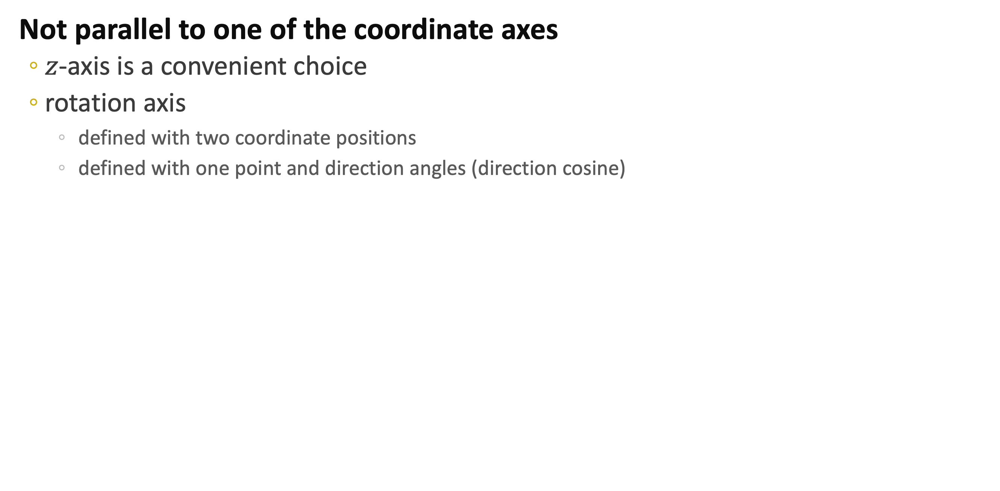 Not parallel to one of the coordinate axes
z-axis is a convenient choice
rotation axis
defined with two coordinate positions
defined with one point and direction angles (direction cosine)